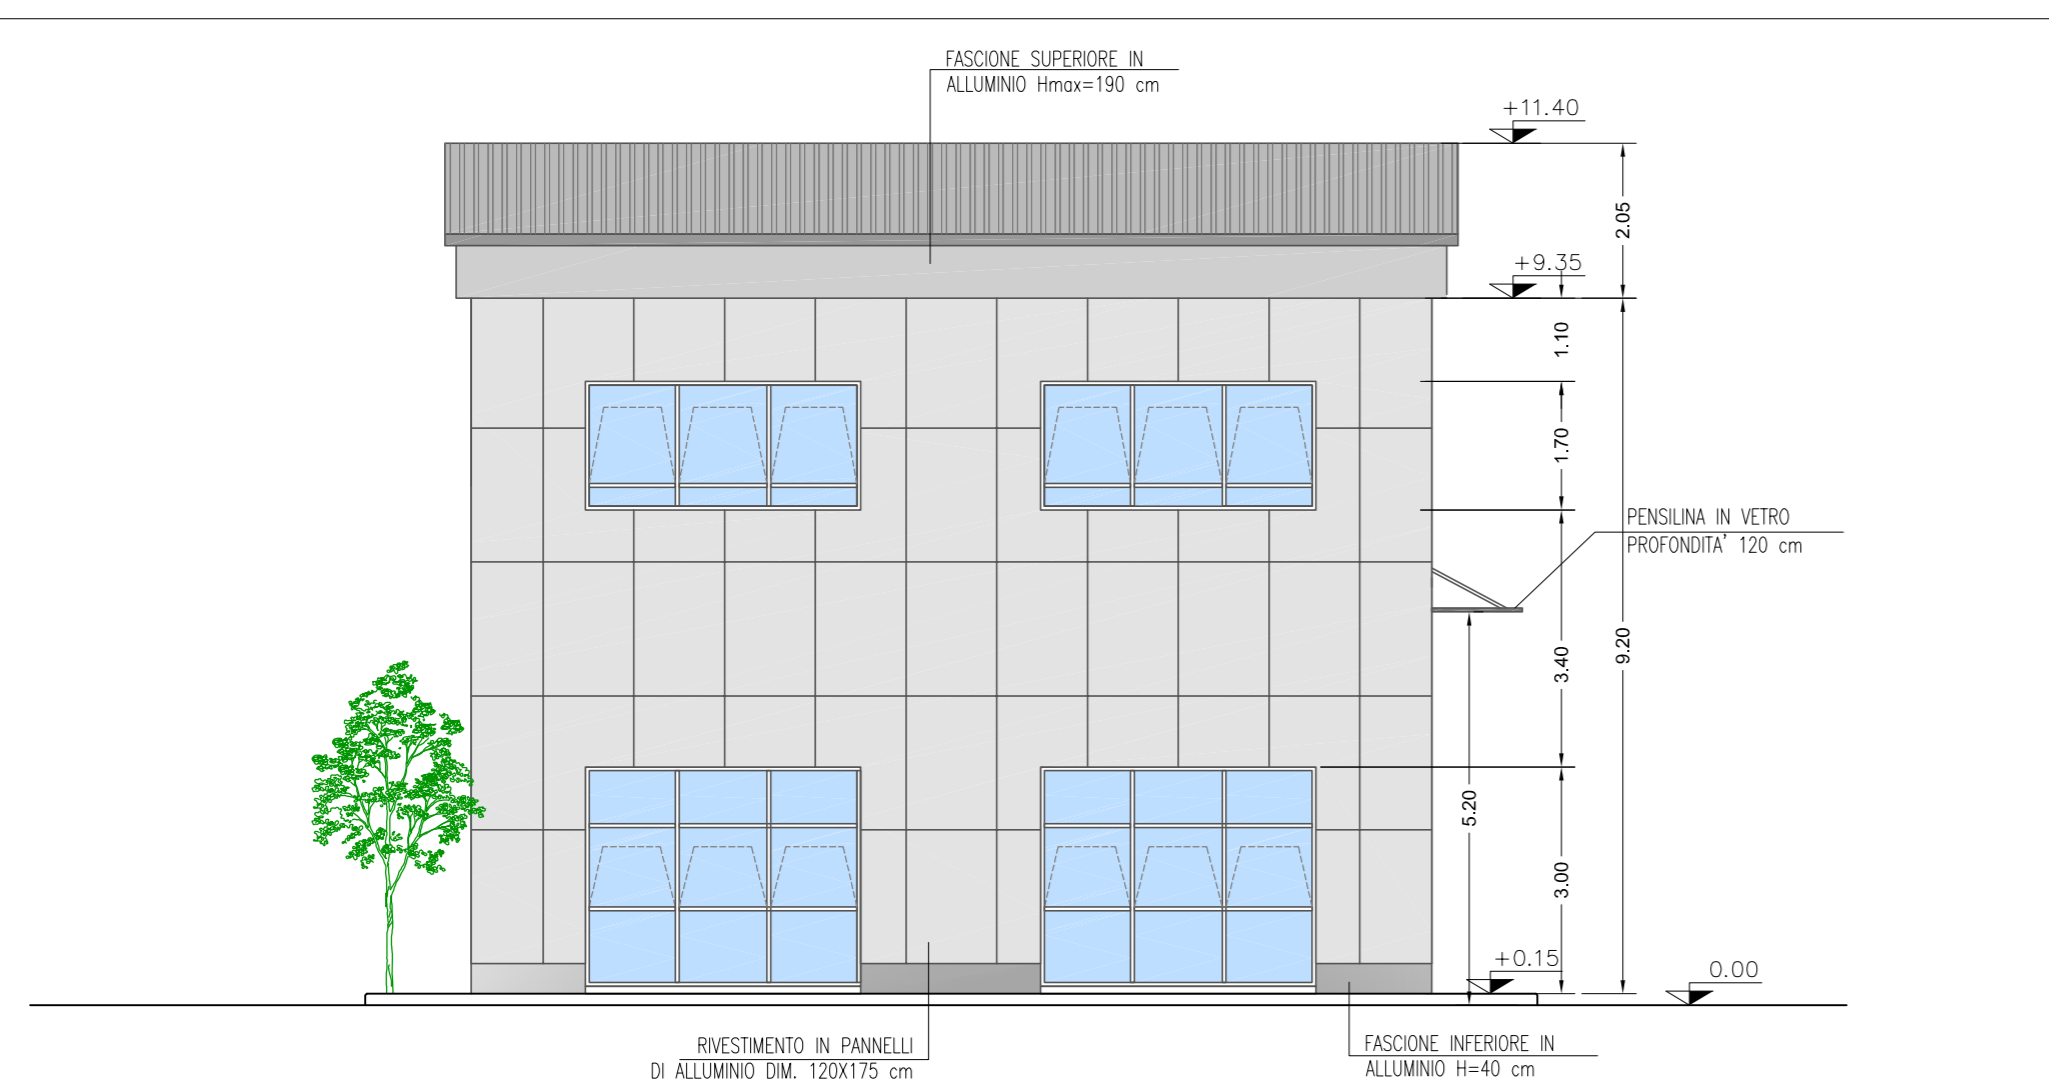 FASCIONE SUPERIORE IN
ALLUMINIO Hmax=190 cm
+11.40
2.05
+9.35
1.10
1.70
PENSILINA IN VETRO
PROFONDITA' 120 cm
9.20
3.40
5.20
3.00
+0.15
0.00
RIVESTIMENTO IN PANNELLI
DI ALLUMINIO DIM. 120X175 cm
FASCIONE INFERIORE IN
ALLUMINIO H=40 cm